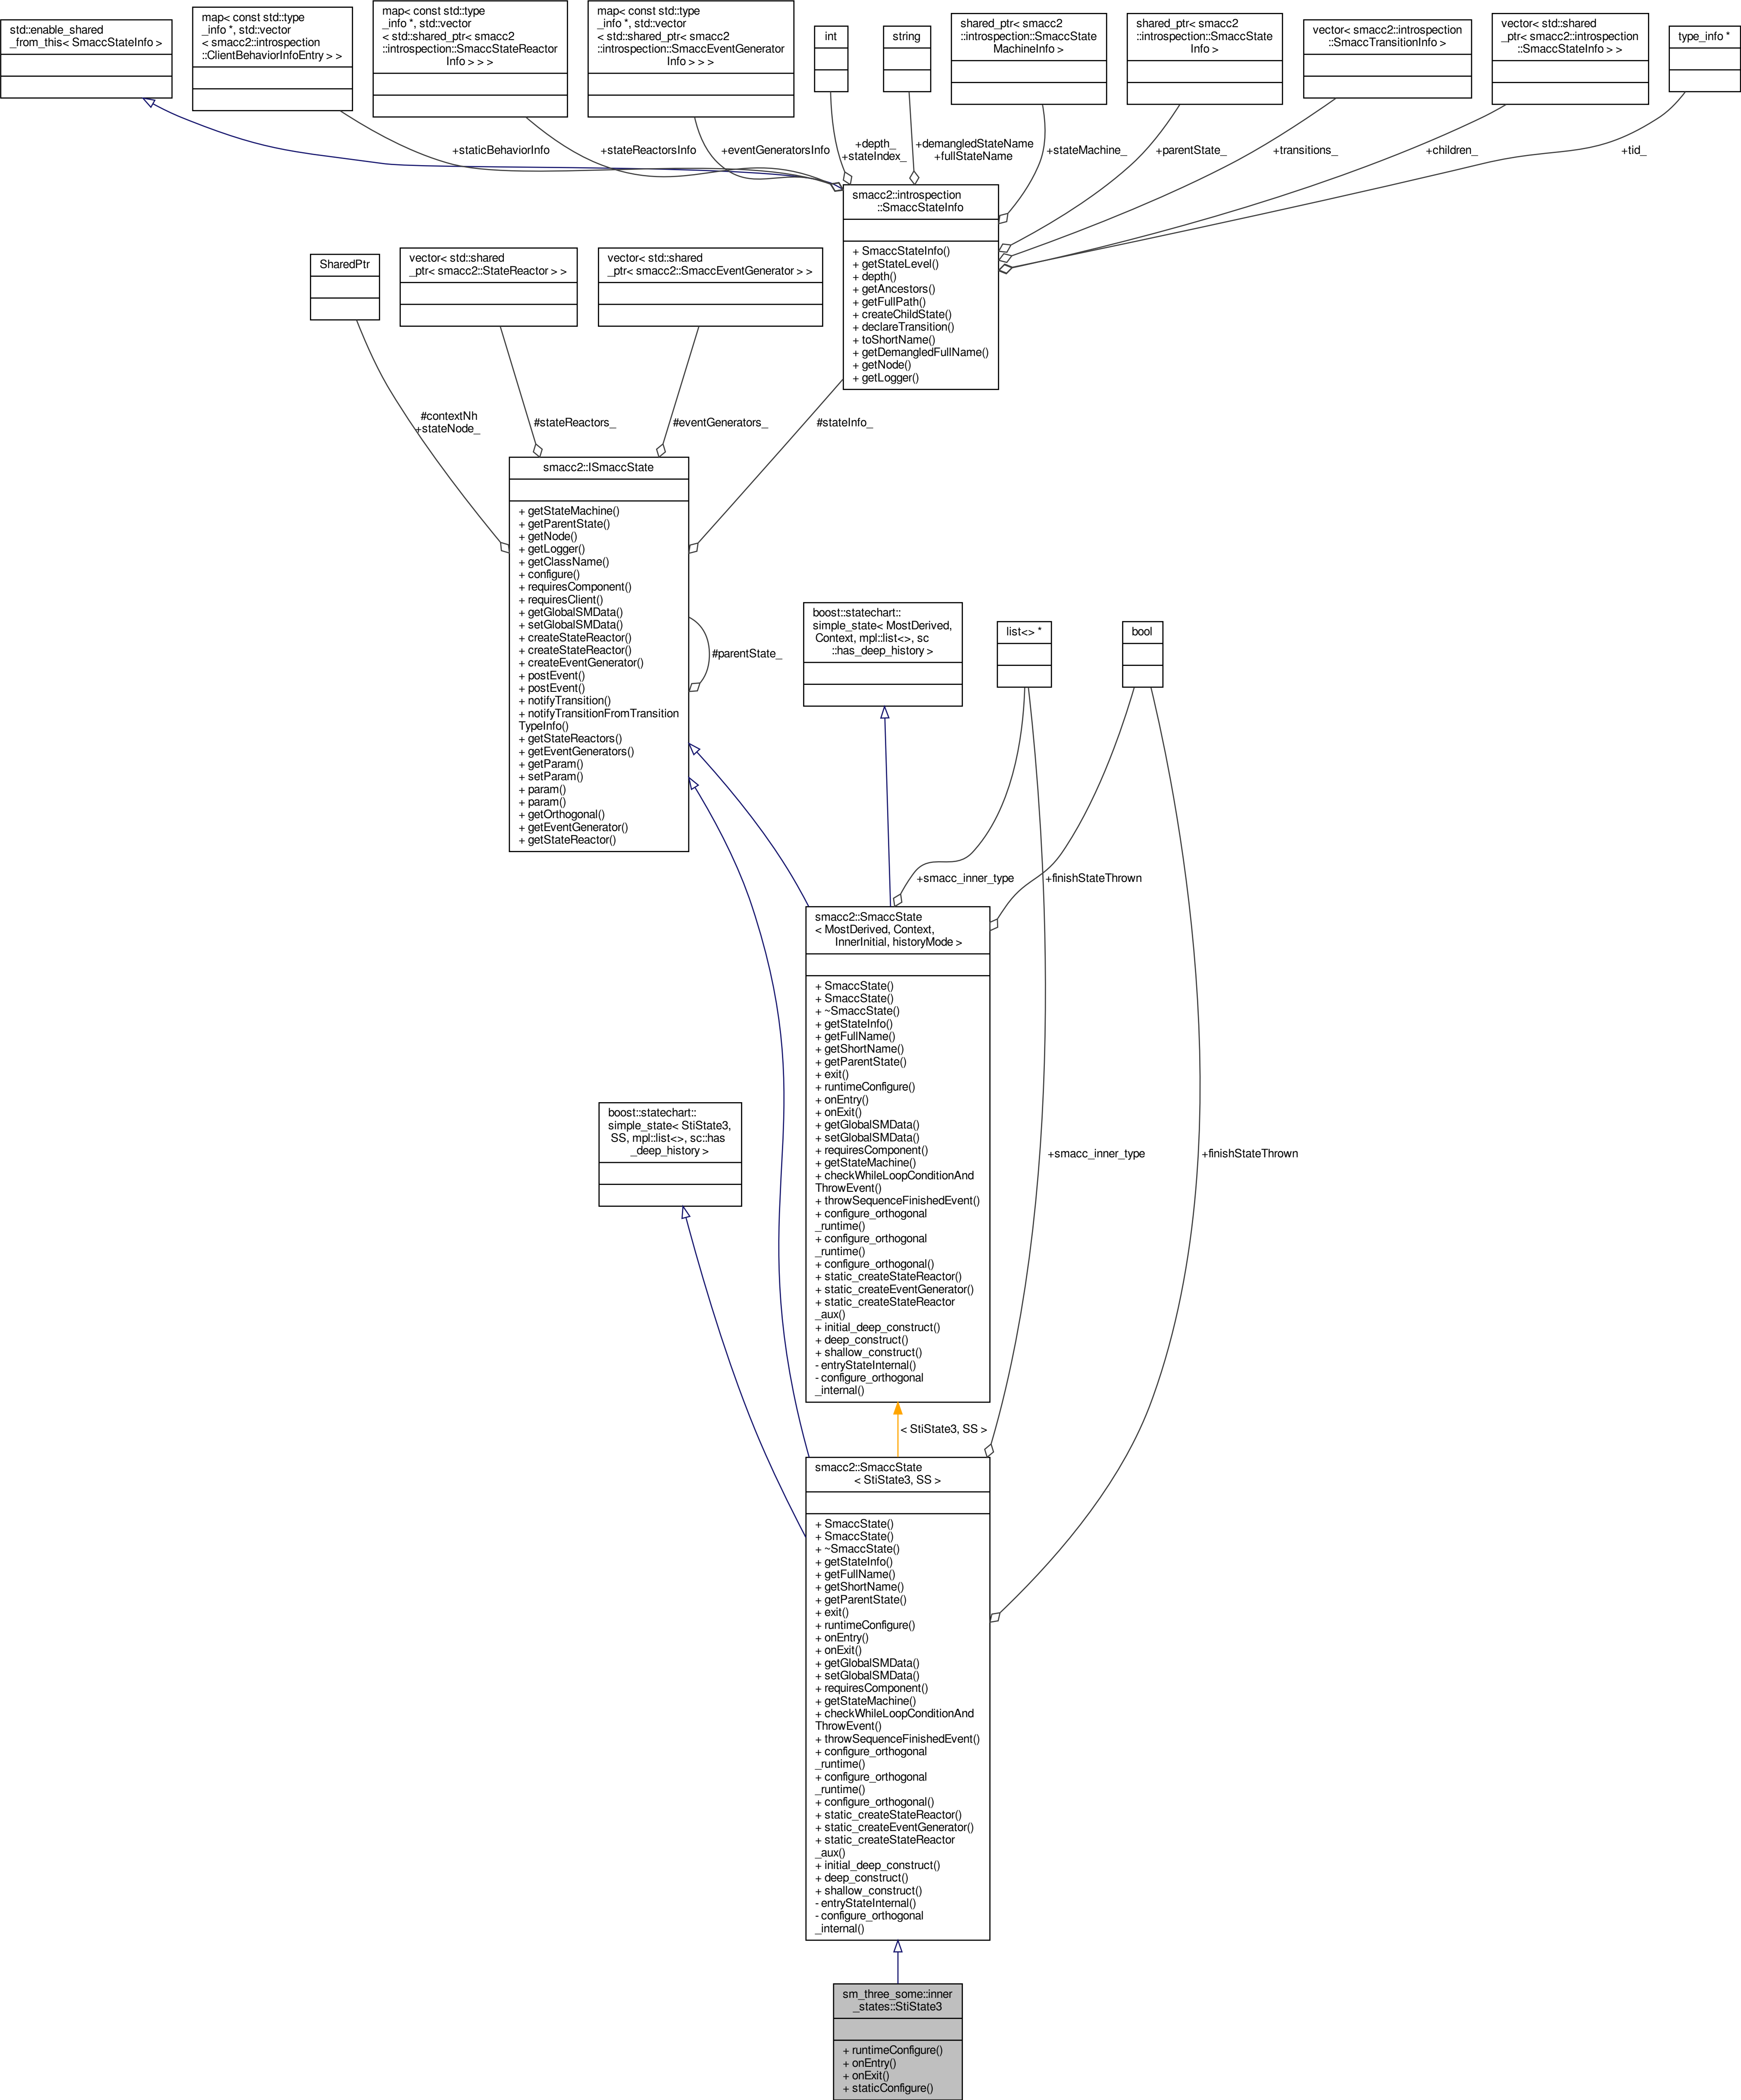 std::enable_shared
_from_this< SmaccStateInfo >
map< const std::type
_info *, std::vector
< smacc2::introspection
::ClientBehaviorInfoEntry > >
map< const std::type
_info *, std::vector
< std::shared_ptr< smacc2
::introspection::SmaccStateReactor
Info > > >
map< const std::type
_info *, std::vector
< std::shared_ptr< smacc2
::introspection::SmaccEventGenerator
Info > > >
int
string
shared_ptr< smacc2
::introspection::SmaccState
MachineInfo >
shared_ptr< smacc2
::introspection::SmaccState
Info >
vector< smacc2::introspection
::SmaccTransitionInfo >
vector< std::shared
_ptr< smacc2::introspection
::SmaccStateInfo > >
type_info *
+staticBehaviorInfo
+stateReactorsInfo
+eventGeneratorsInfo
+depth_
+stateIndex_
+demangledStateName
+fullStateName
+stateMachine_
+parentState_
+transitions_
+children_
+tid_
smacc2::introspection
::SmaccStateInfo
+ SmaccStateInfo()
+ getStateLevel()
+ depth()
+ getAncestors()
+ getFullPath()
+ createChildState()
+ declareTransition()
+ toShortName()
+ getDemangledFullName()
+ getNode()
+ getLogger()
SharedPtr
vector< std::shared
_ptr< smacc2::StateReactor > >
vector< std::shared
_ptr< smacc2::SmaccEventGenerator > >
#contextNh
+stateNode_
#stateReactors_
#eventGenerators_
#stateInfo_
smacc2::ISmaccState
+ getStateMachine()
+ getParentState()
+ getNode()
+ getLogger()
+ getClassName()
+ configure()
+ requiresComponent()
+ requiresClient()
+ getGlobalSMData()
+ setGlobalSMData()
+ createStateReactor()
+ createStateReactor()
+ createEventGenerator()
+ postEvent()
+ postEvent()
+ notifyTransition()
+ notifyTransitionFromTransition
TypeInfo()
+ getStateReactors()
+ getEventGenerators()
+ getParam()
+ setParam()
+ param()
+ param()
+ getOrthogonal()
+ getEventGenerator()
+ getStateReactor()
#parentState_
boost::statechart::
simple_state< MostDerived,
Context, mpl::list<>, sc
::has_deep_history >
list<> *
bool
+smacc_inner_type
+finishStateThrown
smacc2::SmaccState
< MostDerived, Context,
InnerInitial, historyMode >
+ SmaccState()
+ SmaccState()
+ ~SmaccState()
+ getStateInfo()
+ getFullName()
+ getShortName()
+ getParentState()
+ exit()
+ runtimeConfigure()
+ onEntry()
+ onExit()
+ getGlobalSMData()
+ setGlobalSMData()
+ requiresComponent()
+ getStateMachine()
+ checkWhileLoopConditionAnd
ThrowEvent()
+ throwSequenceFinishedEvent()
+ configure_orthogonal
_runtime()
+ configure_orthogonal
_runtime()
+ configure_orthogonal()
+ static_createStateReactor()
+ static_createEventGenerator()
+ static_createStateReactor
_aux()
+ initial_deep_construct()
+ deep_construct()
+ shallow_construct()
- entryStateInternal()
- configure_orthogonal
_internal()
boost::statechart::
simple_state< StiState3,
SS, mpl::list<>, sc::has
_deep_history >
+smacc_inner_type
+finishStateThrown
< StiState3, SS >
smacc2::SmaccState
< StiState3, SS >
+ SmaccState()
+ SmaccState()
+ ~SmaccState()
+ getStateInfo()
+ getFullName()
+ getShortName()
+ getParentState()
+ exit()
+ runtimeConfigure()
+ onEntry()
+ onExit()
+ getGlobalSMData()
+ setGlobalSMData()
+ requiresComponent()
+ getStateMachine()
+ checkWhileLoopConditionAnd
ThrowEvent()
+ throwSequenceFinishedEvent()
+ configure_orthogonal
_runtime()
+ configure_orthogonal
_runtime()
+ configure_orthogonal()
+ static_createStateReactor()
+ static_createEventGenerator()
+ static_createStateReactor
_aux()
+ initial_deep_construct()
+ deep_construct()
+ shallow_construct()
- entryStateInternal()
- configure_orthogonal
_internal()
sm_three_some::inner
_states::StiState3
+ runtimeConfigure()
+ onEntry()
+ onExit()
+ staticConfigure()